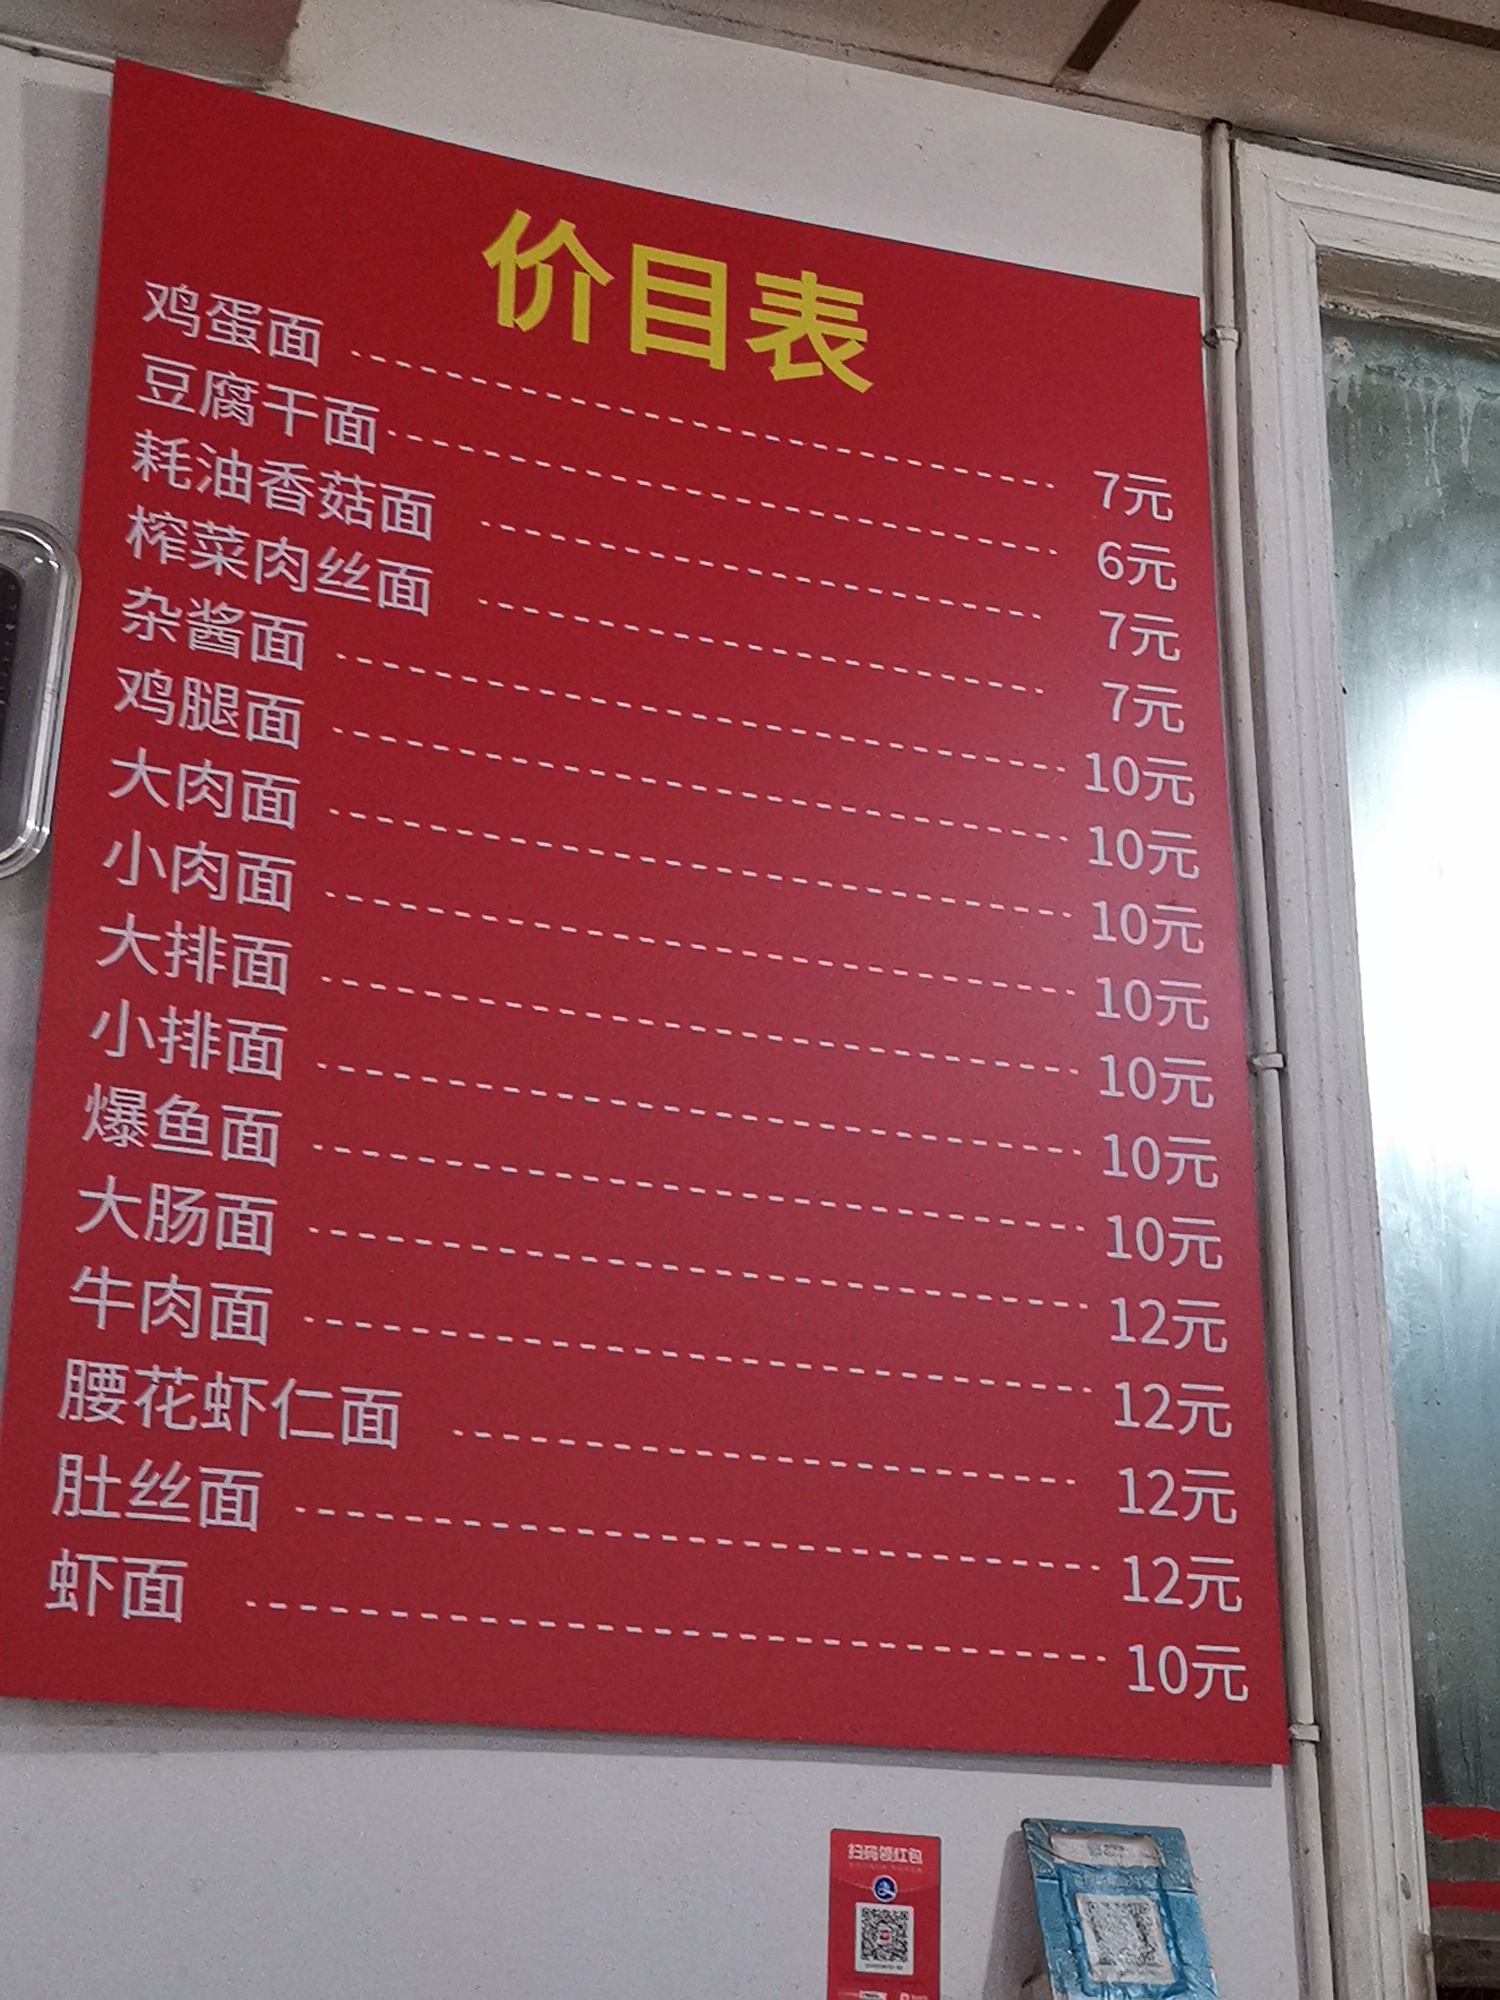 价目表
鸡蛋面 7元
豆腐干面 6元
耗油香菇面 7元
榨菜肉丝面 7元
杂酱面 10元
鸡腿面 10元
大肉面 10元
小肉面 10元
大排面 10元
小排面 10元
爆鱼面 10元
大肠面 12元
牛肉面 12元
腰花虾仁面 12元
肚丝面 12元
虾面 10元
扫码领红包